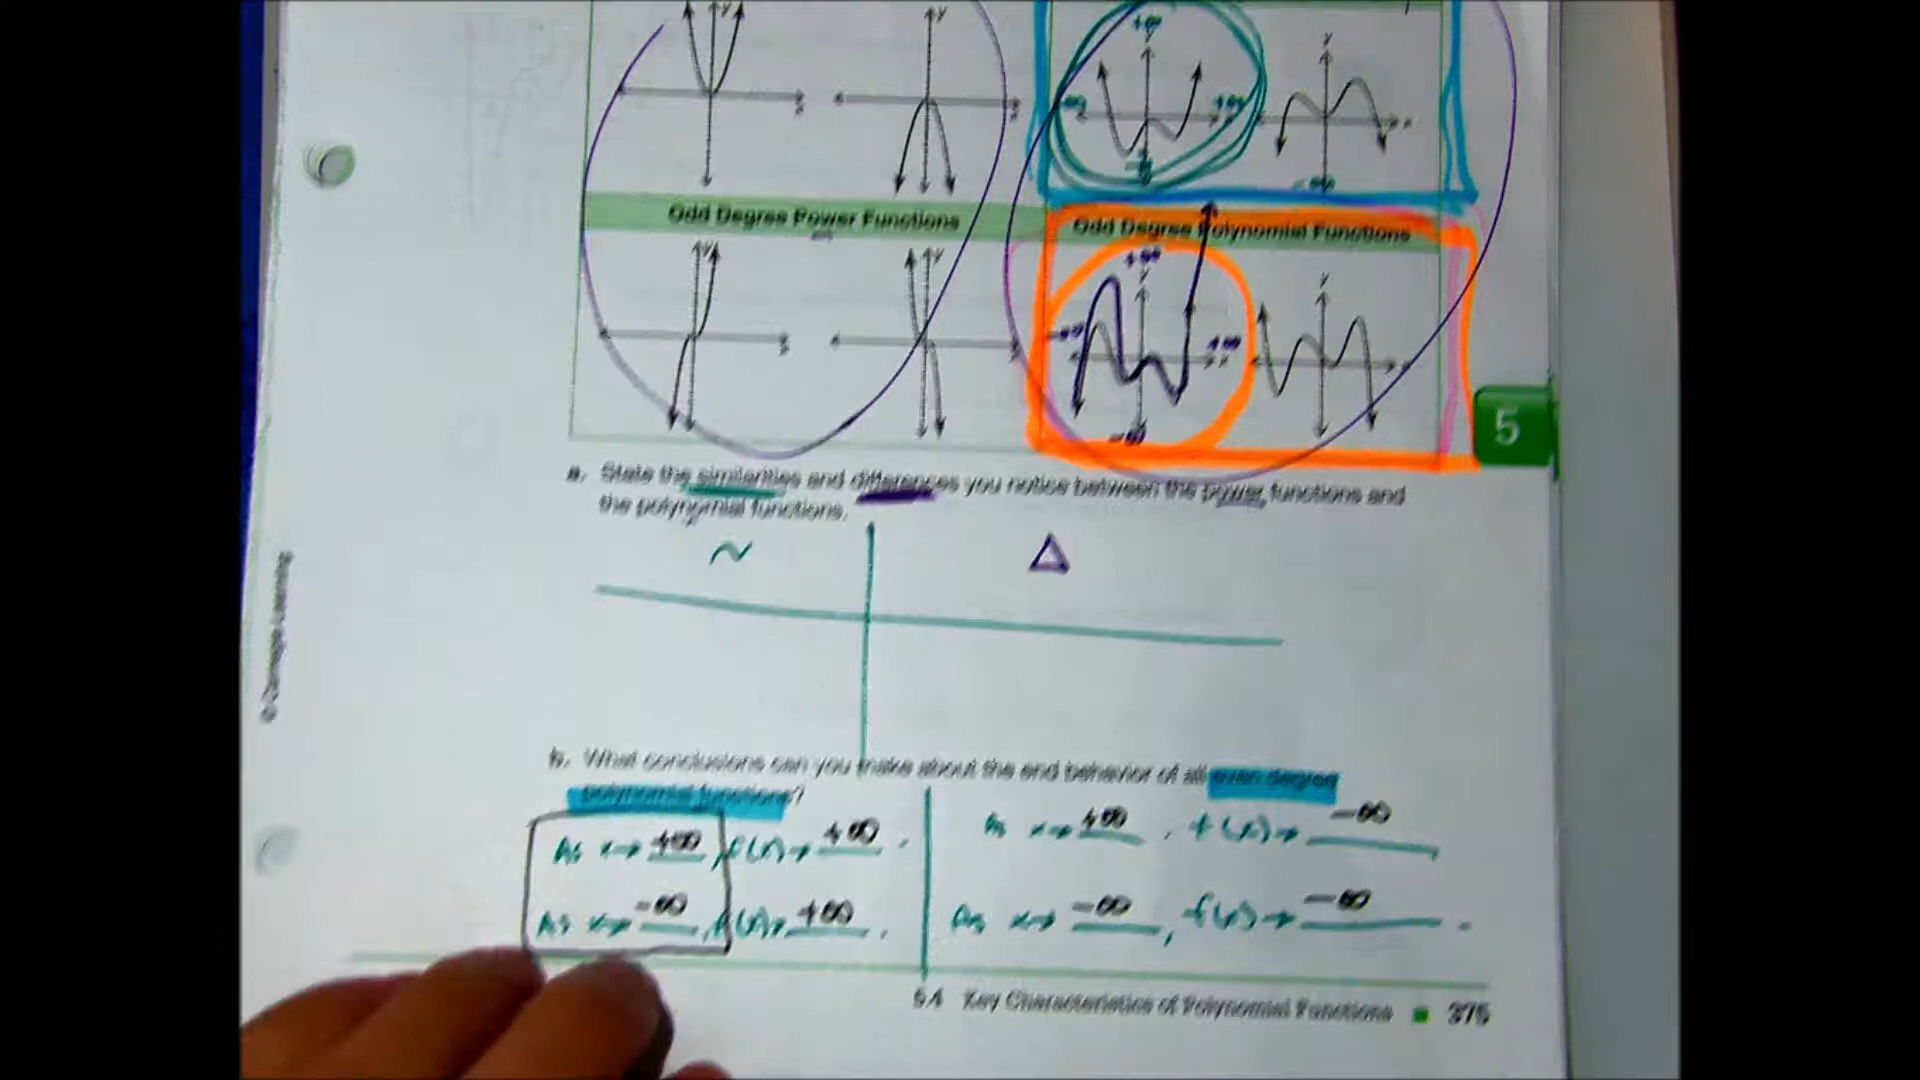 y y +∞ y
-∞ +∞ x
-∞
Odd Degree Power Functions Odd Degree Polynomial Functions
y y +∞ y
-∞ +∞ x
-∞
5
a. State the similarities and differences you notice between the power functions and
the polynomial functions.
~ Δ
b. What conclusions can you make about the end behavior of all even degree
polynomial functions?
As x→ +∞, f(x)→ +∞. As x→ +∞, f(x)→ -∞
As x→ -∞, f(x)→ +∞. As x→ -∞, f(x)→ -∞.
5.4 Key Characteristics of Polynomial Functions ■ 375
© Carnegie Learning